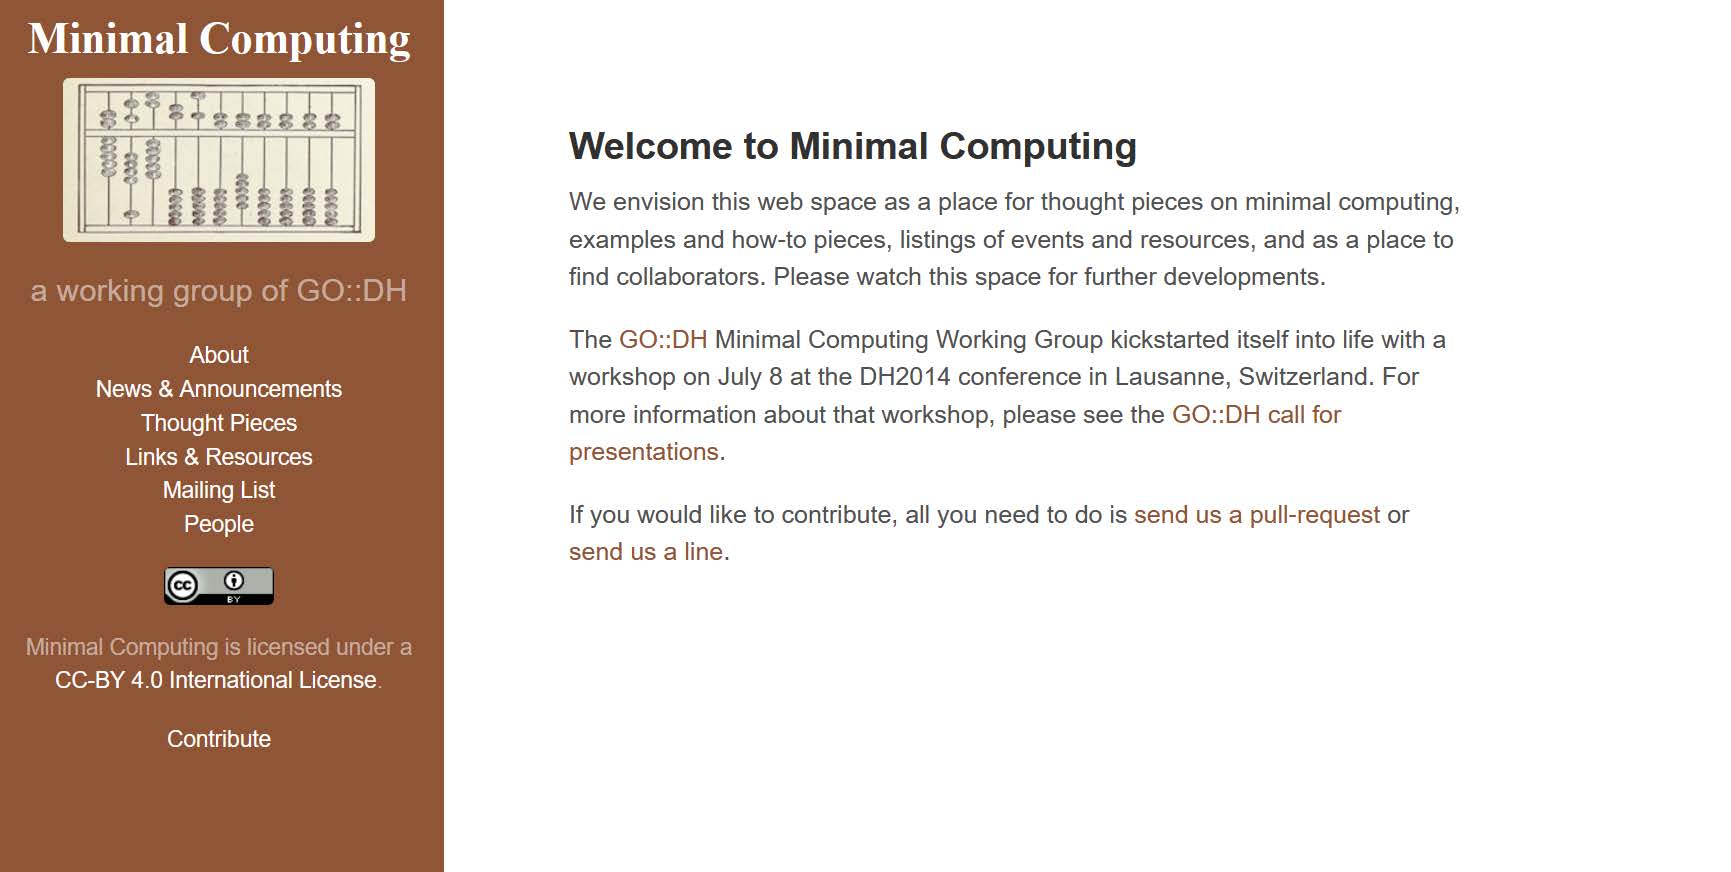 Minimal Computing
a working group of GO::DH
About
News & Announcements
Thought Pieces
Links & Resources
Mailing List
People
cc
BY
Minimal Computing is licensed under a
CC-BY 4.0 International License.
Contribute
Welcome to Minimal Computing
We envision this web space as a place for thought pieces on minimal computing,
examples and how-to pieces, listings of events and resources, and as a place to
find collaborators. Please watch this space for further developments.
The GO::DH Minimal Computing Working Group kickstarted itself into life with a
workshop on July 8 at the DH2014 conference in Lausanne, Switzerland. For
more information about that workshop, please see the GO::DH call for
presentations.
If you would like to contribute, all you need to do is send us a pull-request or
send us a line.